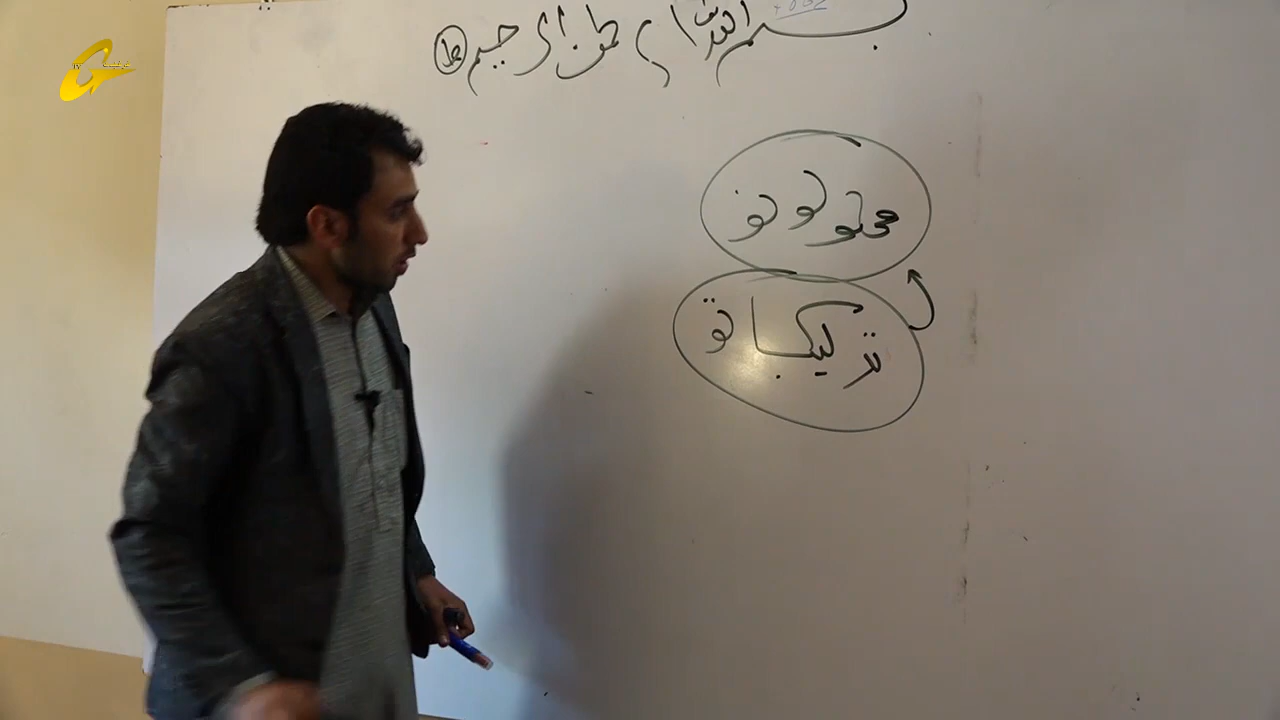 بسم الله الرحمن الرحيم
محلولونو
ترکیباتو